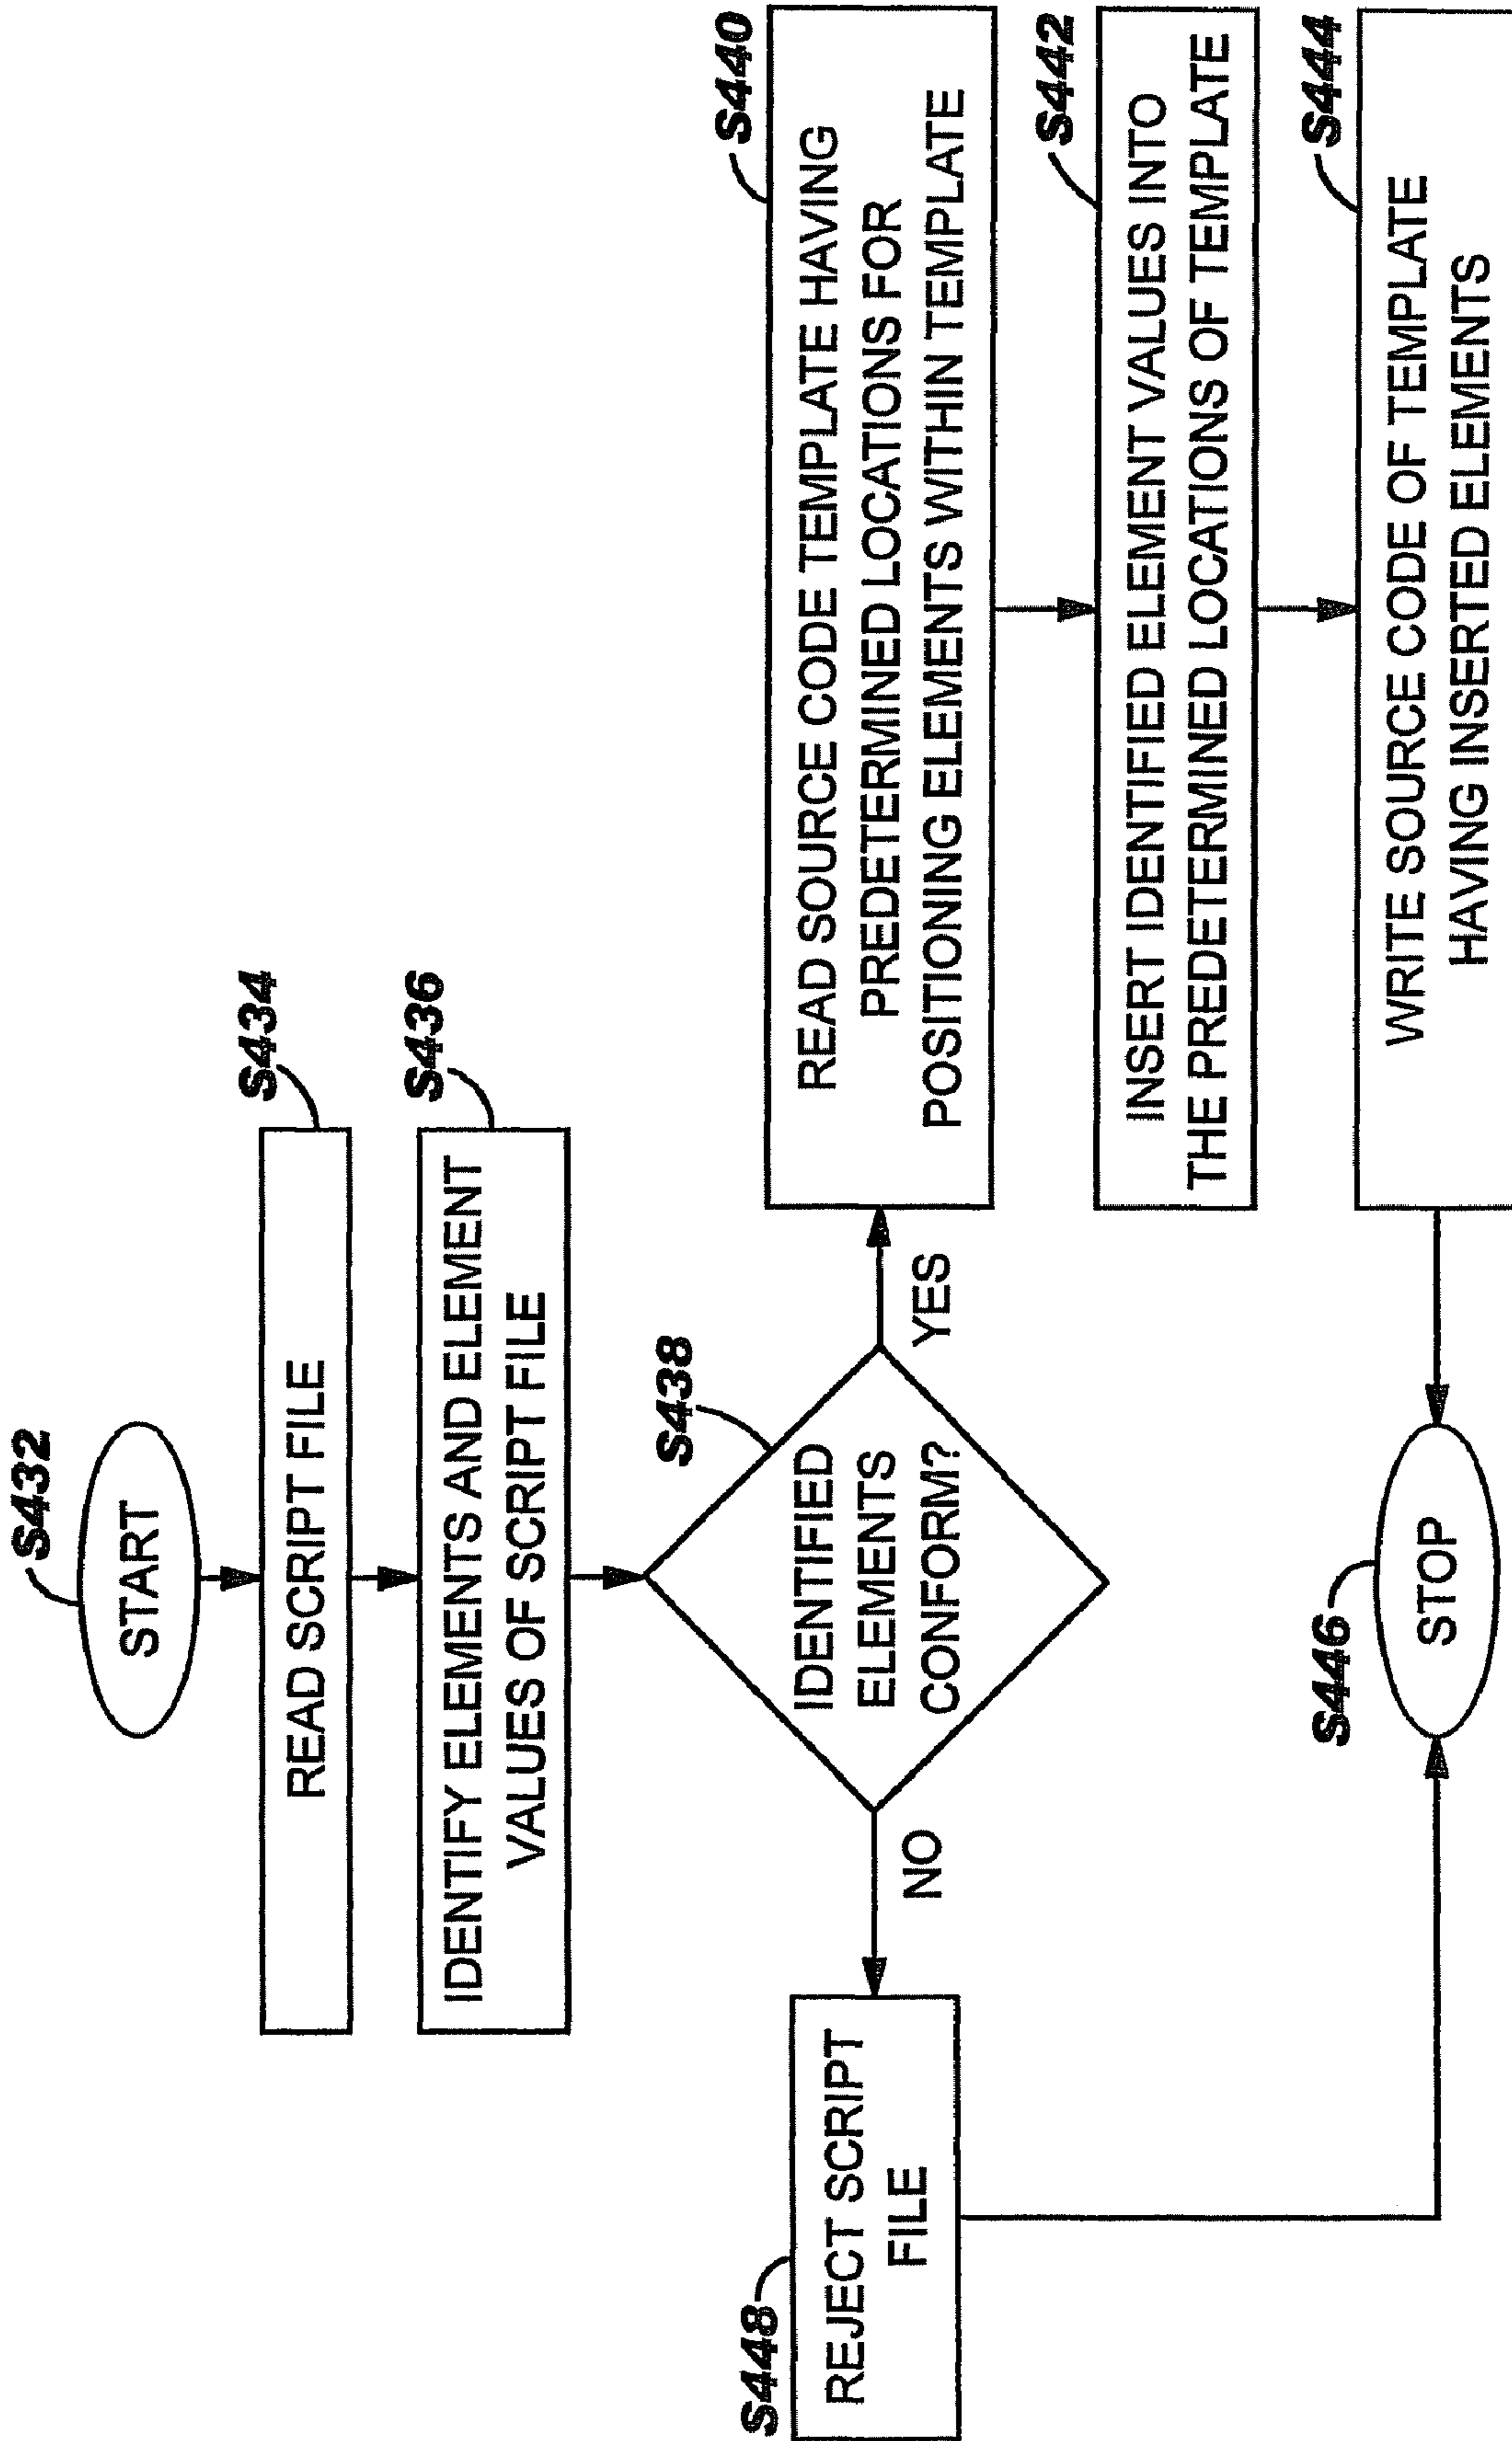 S432
START
S434
READ SCRIPT FILE
S436
IDENTIFY ELEMENTS AND ELEMENT
VALUES OF SCRIPT FILE
S438
IDENTIFIED
ELEMENTS
CONFORM?
YES
NO
S440
READ SOURCE CODE TEMPLATE HAVING
PREDETERMINED LOCATIONS FOR
POSITIONING ELEMENTS WITHIN TEMPLATE
S442
INSERT IDENTIFIED ELEMENT VALUES INTO
THE PREDETERMINED LOCATIONS OF TEMPLATE
S444
WRITE SOURCE CODE OF TEMPLATE
HAVING INSERTED ELEMENTS
S448
REJECT SCRIPT
FILE
S446
STOP